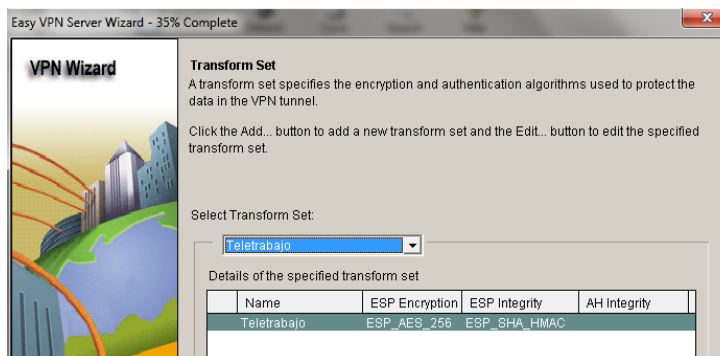 Easy VPN Server Wizard - 35% Complete
VPN Wizard
Transform Set
A transform set specifies the encryption and authentication algorithms used to protect the
data in the VPN tunnel.
Click the Add... button to add a new transform set and the Edit... button to edit the specified
transform set.
Select Transform Set:
Teletrabajo
Details of the specified transform set
Name ESP Encryption ESP Integrity AH Integrity
Teletrabajo ESP_AES_256 ESP_SHA_HMAC